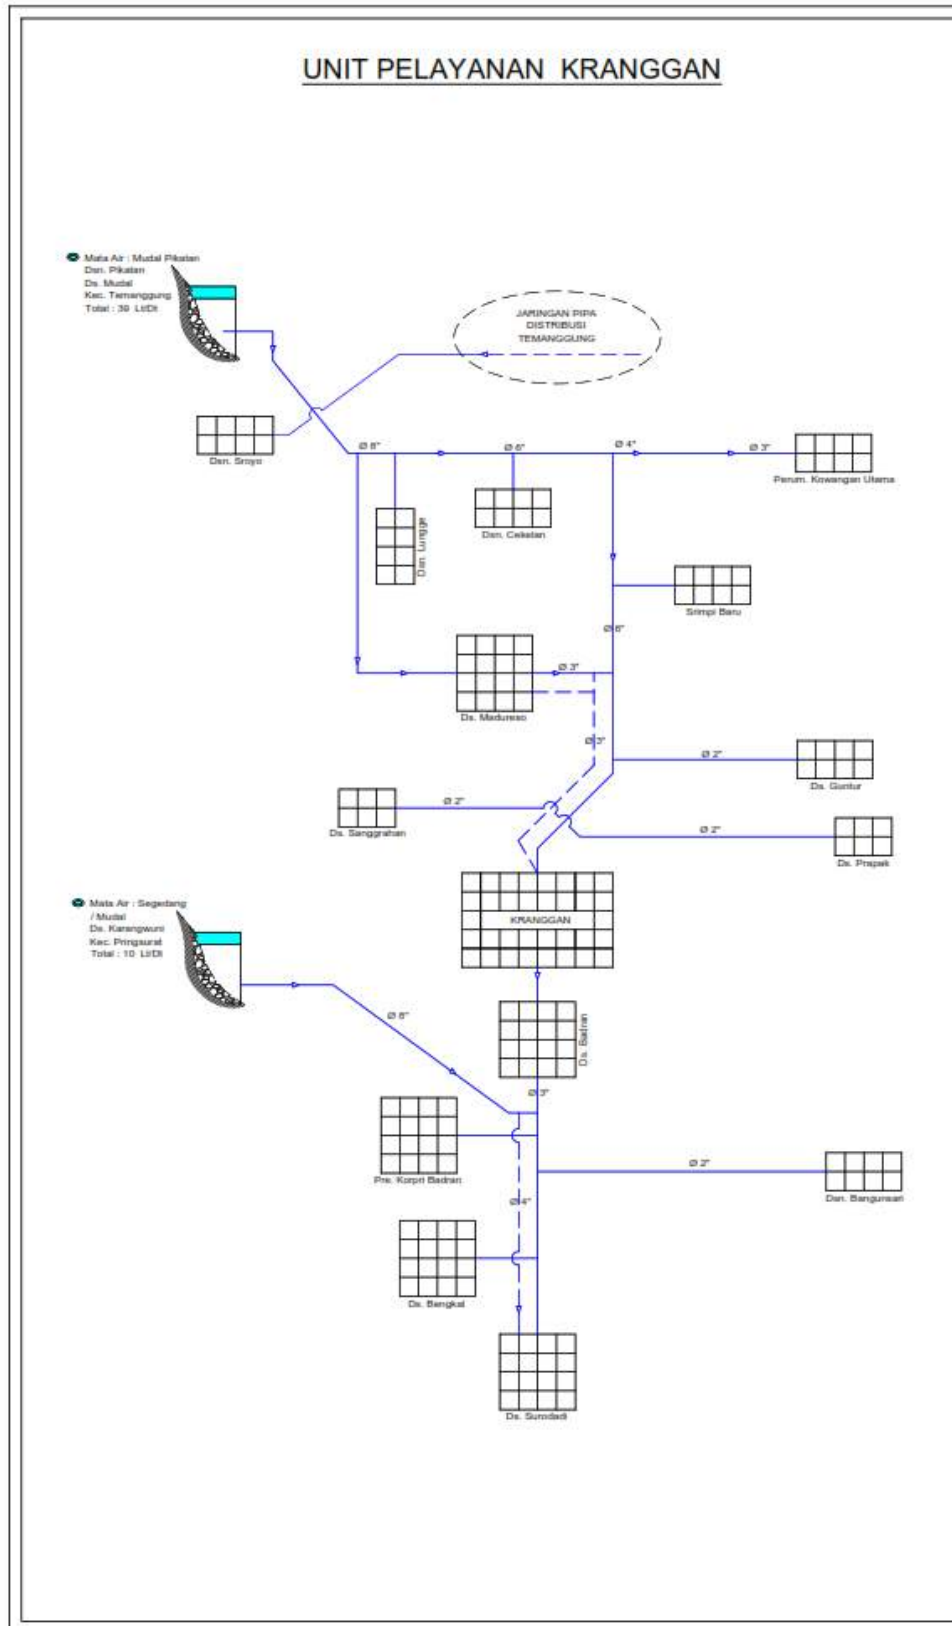 UNIT PELAYANAN KRANGGAN
Mata Air : Mudal Pikatan
Dsn. Pikatan
Ds. Mudal
Kec. Temanggung
Total : 39 Lt/Dt
JARINGAN PIPA
DISTRIBUSI
TEMANGGUNG
Dsn. Sroyo
Ø 8"
Ø 6"
Ø 4"
Ø 3"
Perum. Kowangan Utama
Dsn. Lungge
Dsn. Cekelan
Srimpi Baru
Ø 6"
Ø 3"
Ds. Madureso
Ø 3"
Ø 2"
Ds. Guntur
Ø 2"
Ds. Sanggrahan
Ø 2"
Ds. Prapak
KRANGGAN
Mata Air : Segedang
/ Mudal
Ds. Karangwuni
Kec. Pringsurat
Total : 10 Lt/Dt
Ø 6"
Ds. Badran
Ø 3"
Pre. Korpri Badran
Ø 2"
Dsn. Bangunsari
Ø 4"
Ds. Bengkal
Ds. Surodadi